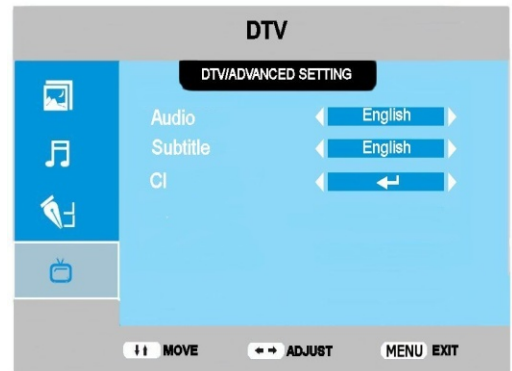 DTV
DTV/ADVANCED SETTING
Audio English
Subtitle English
CI
MOVE ADJUST MENU EXIT